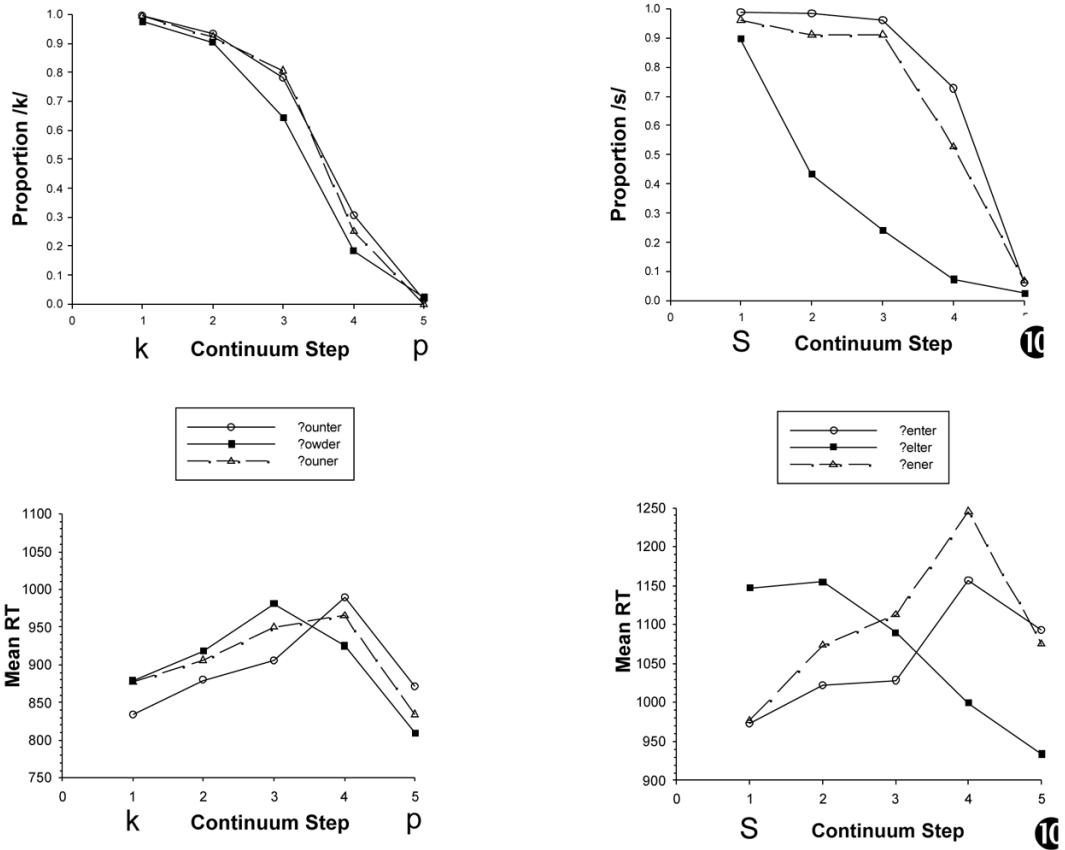 1.0
0.9
0.8
0.7
0.6
0.5
0.4
0.3
0.2
0.1
0.0
Proportion /k/
0 1 2 3 4 5
k Continuum Step p
1.0
0.9
0.8
0.7
0.6
0.5
0.4
0.3
0.2
0.1
0.0
Proportion /s/
0 1 2 3 4
S Continuum Step 10
?ounter
?owder
?ouner
?enter
?elter
?ener
1100
1050
1000
950
900
850
800
750
Mean RT
0 1 2 3 4 5
k Continuum Step p
1250
1200
1150
1100
1050
1000
950
900
Mean RT
0 1 2 3 4 5
S Continuum Step 10